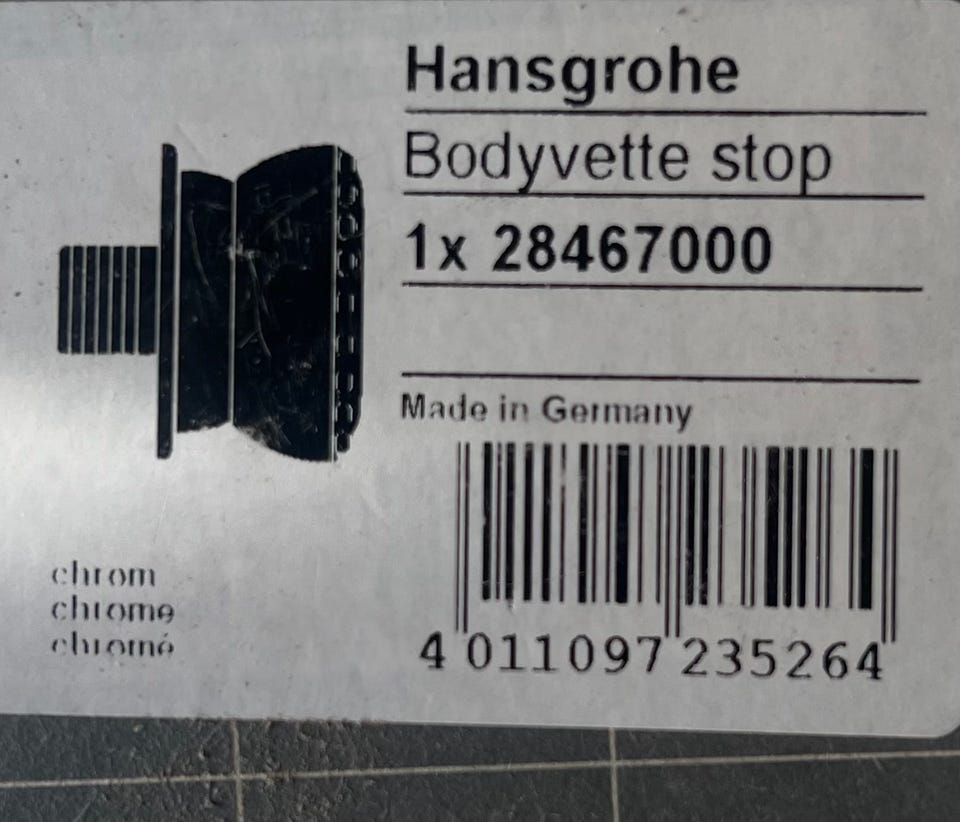 Hansgrohe
Bodyvette stop
1x 28467000
Made in Germany
chrom
chrome
chromé
4 011097 235264